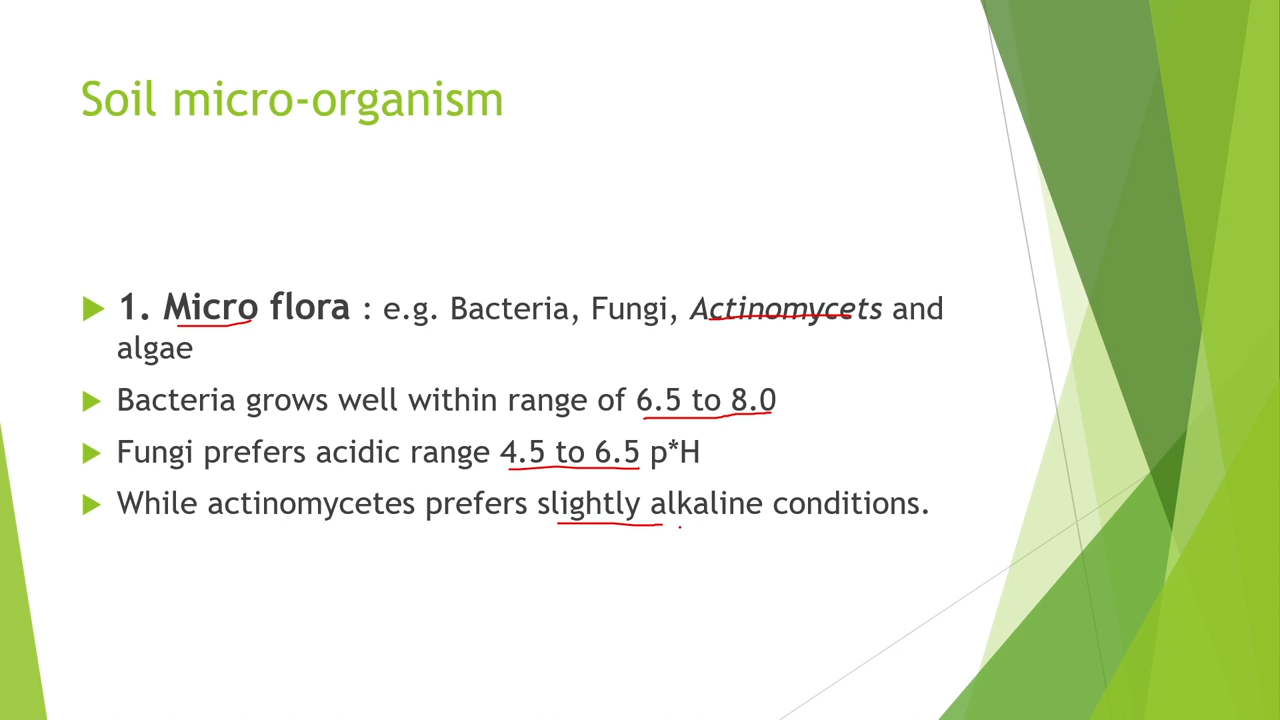 Soil micro-organism
1. Micro flora : e.g. Bacteria, Fungi, Actinomycets and
algae
Bacteria grows well within range of 6.5 to 8.0
Fungi prefers acidic range 4.5 to 6.5 p*H
While actinomycetes prefers slightly alkaline conditions.